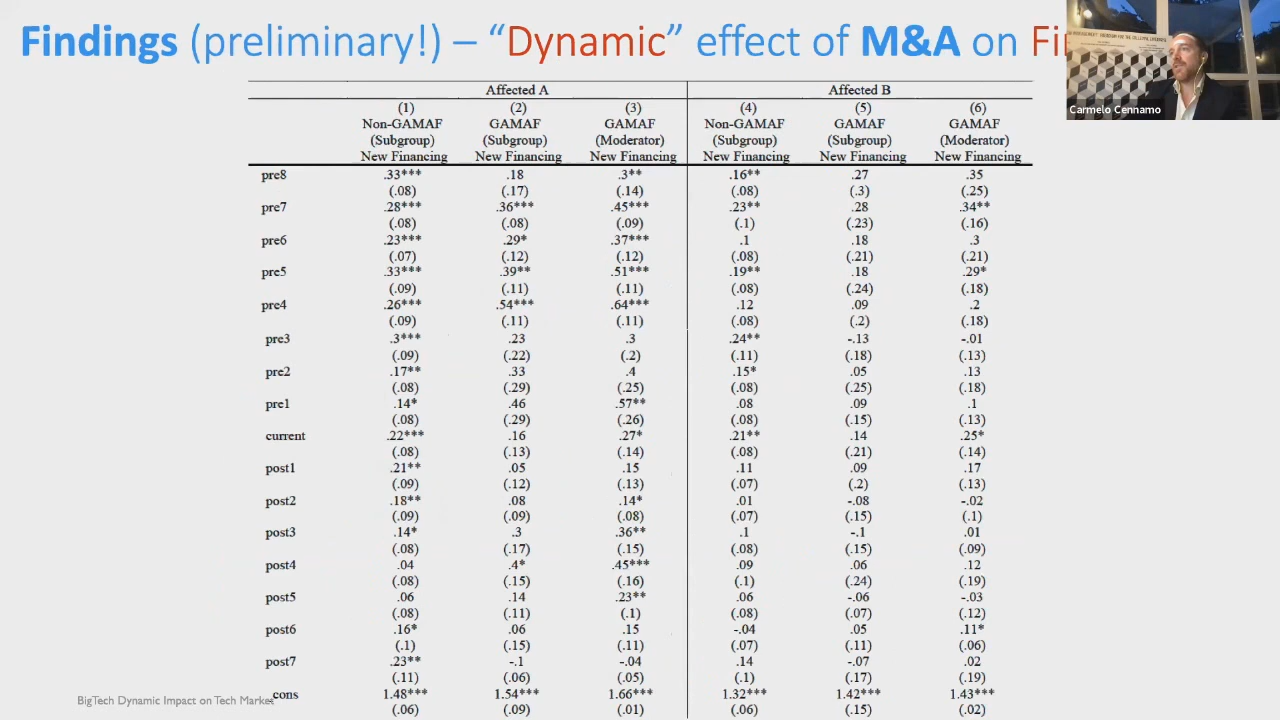 Findings (preliminary!) – “Dynamic” effect of M&A on Fi
Carmelo Cennamo
Affected A Affected B
(1) (2) (3) (4) (5) (6)
Non-GAMAF GAMAF GAMAF Non-GAMAF GAMAF GAMAF
(Subgroup) (Subgroup) (Moderator) (Subgroup) (Subgroup) (Moderator)
New Financing New Financing New Financing New Financing New Financing New Financing
pre8 .33*** .18 .3** .16** .27 .35
(.08) (.17) (.14) (.08) (.3) (.25)
pre7 .28*** .36*** .45*** .23** .28 .34**
(.08) (.08) (.09) (.1) (.23) (.16)
pre6 .23*** .29* .37*** .1 .18 .3
(.07) (.12) (.12) (.08) (.21) (.21)
pre5 .33*** .39** .51*** .19** .18 .29*
(.09) (.11) (.11) (.08) (.24) (.18)
pre4 .26*** .54*** .64*** .12 .09 .2
(.09) (.11) (.11) (.08) (.2) (.18)
pre3 .3*** .23 .3 .24** -.13 -.01
(.09) (.22) (.2) (.11) (.18) (.13)
pre2 .17** .33 .4 .15* .05 .13
(.08) (.29) (.25) (.08) (.25) (.18)
pre1 .14* .46 .57** .08 .09 .1
(.08) (.29) (.26) (.08) (.15) (.13)
current .22*** .16 .27* .21** .14 .25*
(.08) (.13) (.14) (.08) (.21) (.14)
post1 .21** .05 .15 .11 .09 .17
(.09) (.12) (.13) (.07) (.2) (.13)
post2 .18** .08 .14* .01 -.08 -.02
(.09) (.09) (.08) (.07) (.15) (.1)
post3 .14* .3 .36** .1 -.1 .01
(.08) (.17) (.15) (.08) (.15) (.09)
post4 .04 .4* .45*** .09 .06 .12
(.08) (.15) (.16) (.1) (.24) (.19)
post5 .06 .14 .23** .06 -.06 -.03
(.08) (.11) (.1) (.08) (.07) (.12)
post6 .16* .06 .15 -.04 .05 .11*
(.1) (.15) (.11) (.07) (.11) (.06)
post7 .23** -.1 -.04 .14 -.07 .02
(.11) (.06) (.05) (.1) (.17) (.19)
_cons 1.48*** 1.54*** 1.66*** 1.32*** 1.42*** 1.43***
(.06) (.09) (.01) (.06) (.15) (.02)
BigTech Dynamic Impact on Tech Market